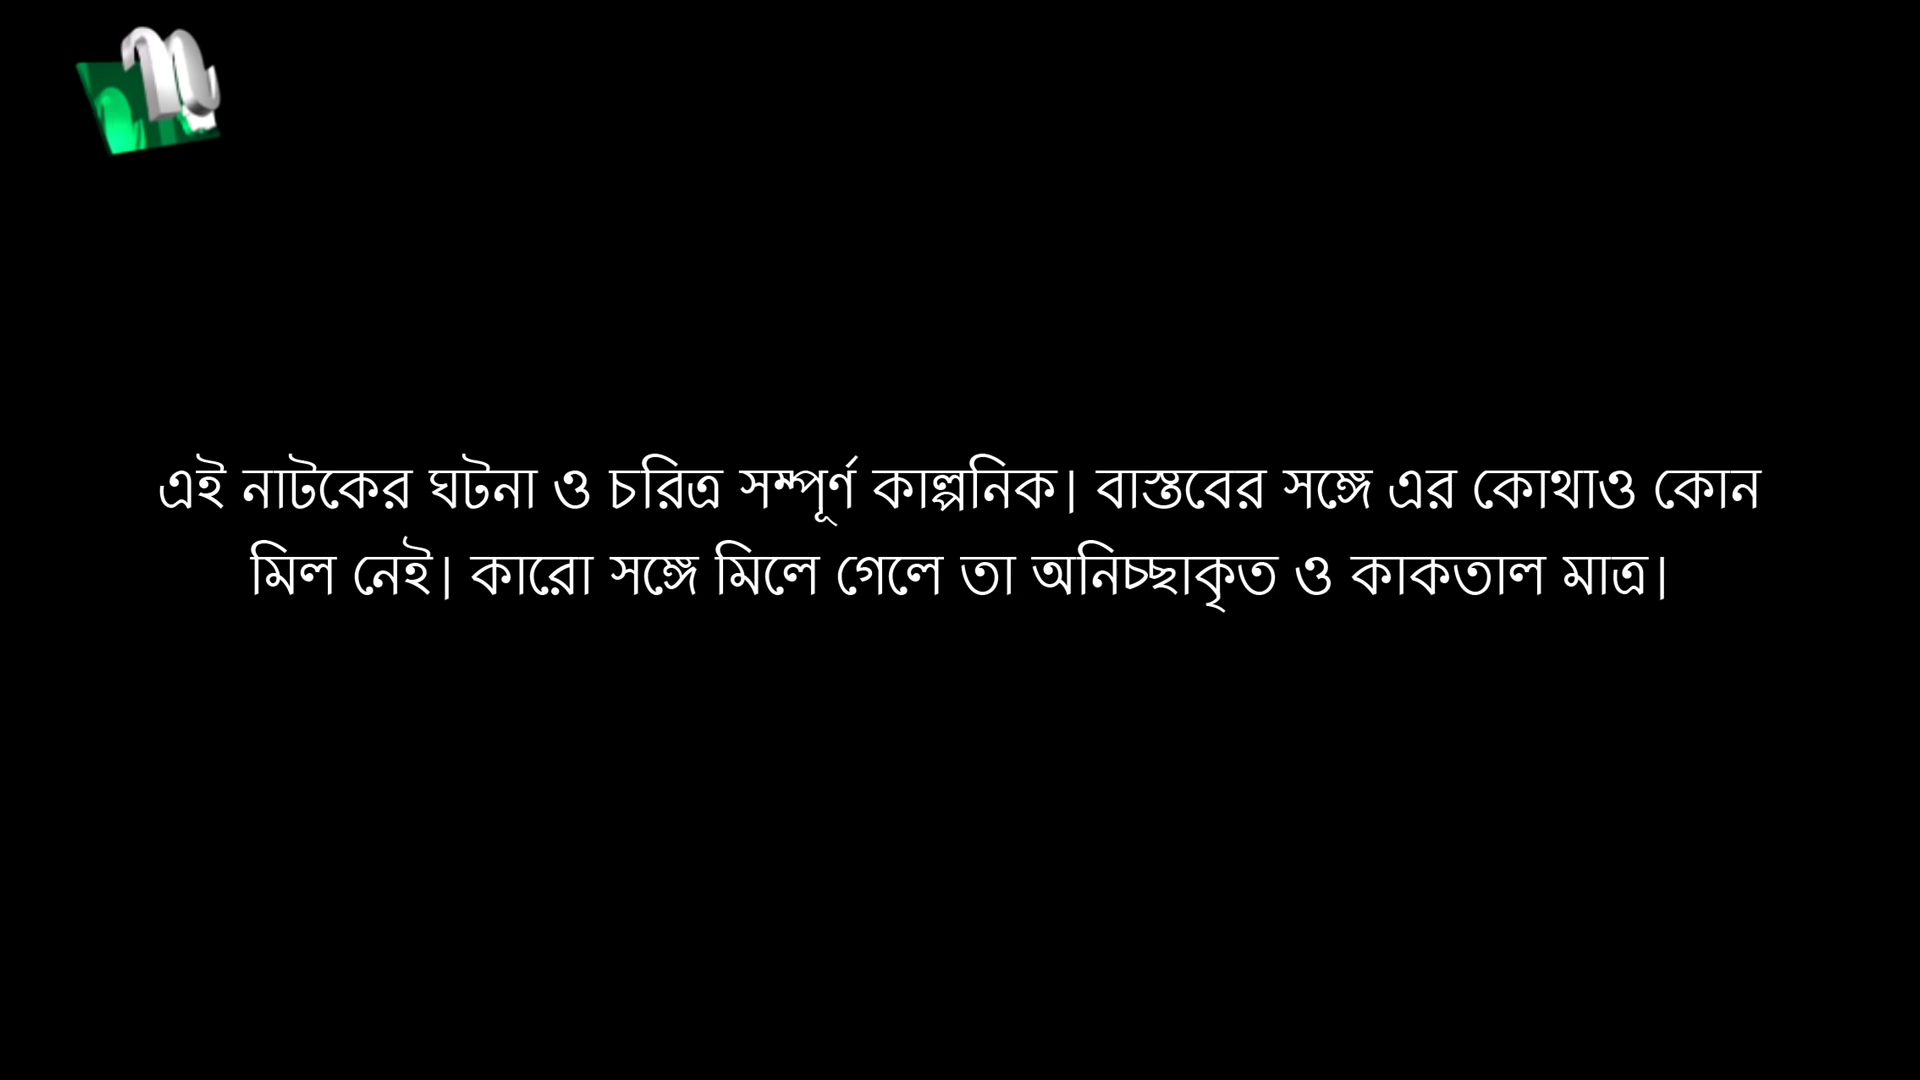 এই নাটকের ঘটনা ও চরিত্র সম্পূর্ণ কাল্পনিক। বাস্তবের সঙ্গে এর কোথাও কোন
মিল নেই। কারো সঙ্গে মিলে গেলে তা অনিচ্ছাকৃত ও কাকতাল মাত্র।